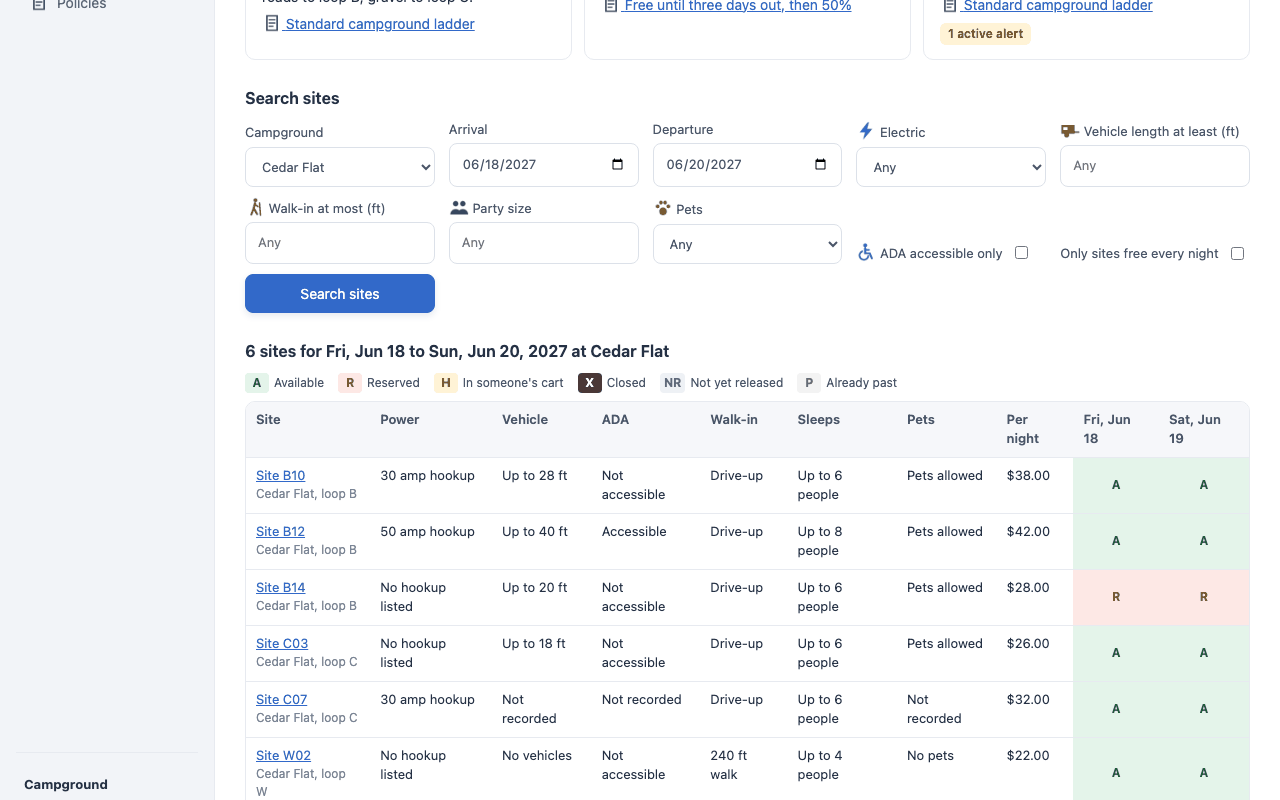 Policies
Standard campground ladder
Free until three days out, then 50%
Standard campground ladder
1 active alert
Search sites
Campground
Arrival
Departure
Electric
Vehicle length at least (ft)
Cedar Flat
06/18/2027
06/20/2027
Any
Any
Walk-in at most (ft)
Party size
Pets
Any
Any
Any
ADA accessible only
Only sites free every night
Search sites
6 sites for Fri, Jun 18 to Sun, Jun 20, 2027 at Cedar Flat
A Available R Reserved H In someone's cart X Closed NR Not yet released P Already past
Site Power Vehicle ADA Walk-in Sleeps Pets Per night Fri, Jun 18 Sat, Jun 19
Site B10 30 amp hookup Up to 28 ft Not accessible Drive-up Up to 6 people Pets allowed $38.00 A A
Cedar Flat, loop B
Site B12 50 amp hookup Up to 40 ft Accessible Drive-up Up to 8 people Pets allowed $42.00 A A
Cedar Flat, loop B
Site B14 No hookup listed Up to 20 ft Not accessible Drive-up Up to 6 people Pets allowed $28.00 R R
Cedar Flat, loop B
Site C03 No hookup listed Up to 18 ft Not accessible Drive-up Up to 6 people Pets allowed $26.00 A A
Cedar Flat, loop C
Site C07 30 amp hookup Not recorded Not recorded Drive-up Up to 6 people Not recorded $32.00 A A
Cedar Flat, loop C
Site W02 No hookup listed No vehicles Not accessible 240 ft walk Up to 4 people No pets $22.00 A A
Cedar Flat, loop W
Campground